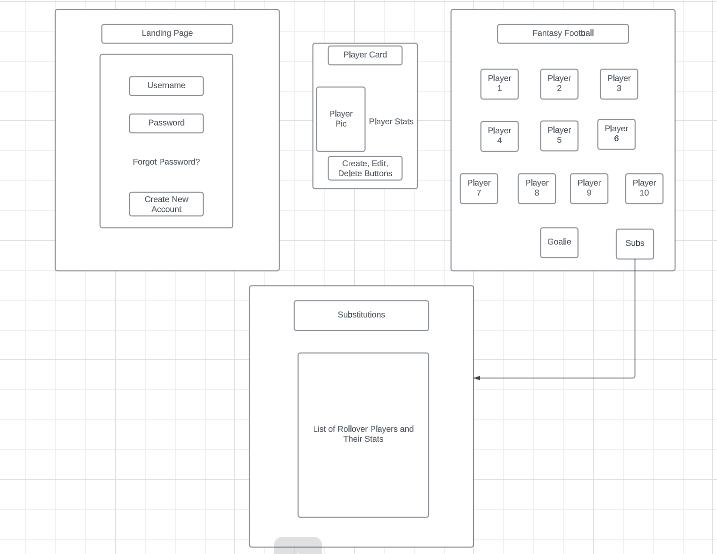 Landing Page
Username
Password
Forgot Password?
Create New
Account
Player Card
Player
Pic
Player Stats
Create, Edit,
Delete Buttons
Fantasy Football
Player
1
Player
2
Player
3
Player
4
Player
5
Player
6
Player
7
Player
8
Player
9
Player
10
Goalie
Subs
Substitutions
List of Rollover Players and
Their Stats